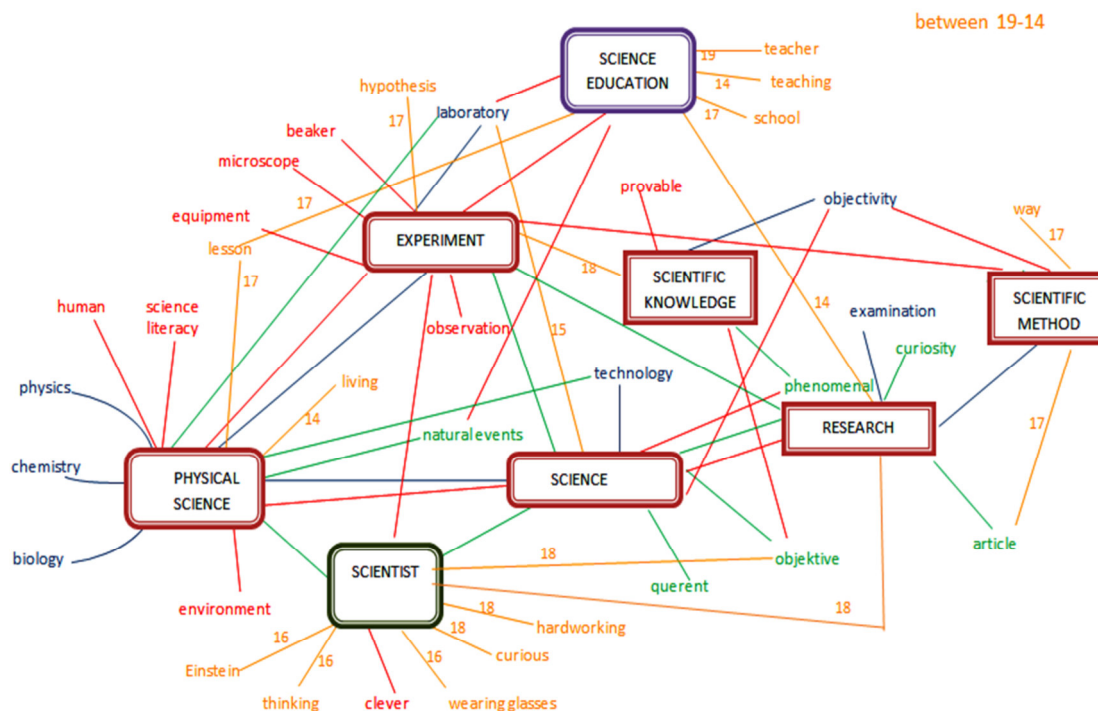 between 19-14
SCIENCE
EDUCATION
19
teacher
14
teaching
17
school
hypothesis
17
laboratory
beaker
microscope
equipment
17
lesson
17
EXPERIMENT
provable
objectivity
way
17
18
SCIENTIFIC
KNOWLEDGE
SCIENTIFIC
METHOD
human
science
literacy
observation
15
14
examination
curiosity
physics
living
14
technology
phenomenal
natural events
RESEARCH
17
chemistry
PHYSICAL
SCIENCE
SCIENCE
biology
environment
SCIENTIST
18
objektive
querent
article
18
hardworking
18
18
curious
16
Einstein
16
thinking
clever
16
wearing glasses